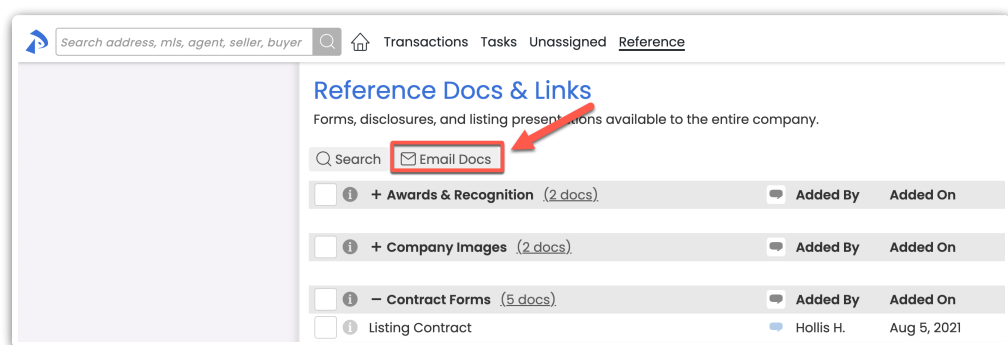 Search address, mls, agent, seller, buyer Transactions Tasks Unassigned Reference
Reference Docs & Links
Forms, disclosures, and listing presentations available to the entire company.
Search Email Docs
+ Awards & Recognition (2 docs) Added By Added On
+ Company Images (2 docs) Added By Added On
– Contract Forms (5 docs) Added By Added On
Listing Contract Hollis H. Aug 5, 2021